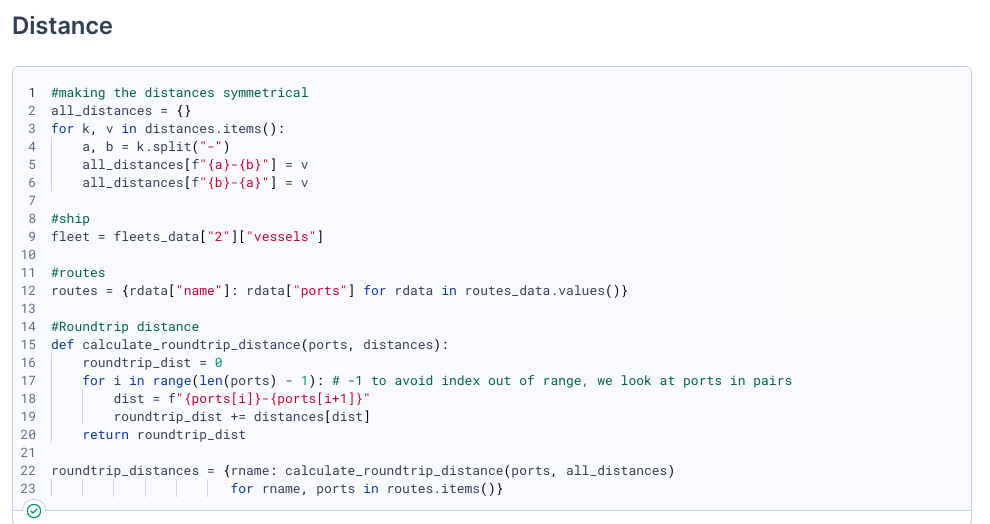 Distance
1 #making the distances symmetrical
2 all_distances = {}
3 for k, v in distances.items():
4     a, b = k.split("-")
5     all_distances[f"{a}-{b}"] = v
6     all_distances[f"{b}-{a}"] = v
7
8 #ship
9 fleet = fleets_data["2"]["vessels"]
10
11 #routes
12 routes = {rdata["name"]: rdata["ports"] for rdata in routes_data.values()}
13
14 #Roundtrip distance
15 def calculate_roundtrip_distance(ports, distances):
16     roundtrip_dist = 0
17     for i in range(len(ports) - 1): # -1 to avoid index out of range, we look at ports in pairs
18         dist = f"{ports[i]}-{ports[i+1]}"
19         roundtrip_dist += distances[dist]
20     return roundtrip_dist
21
22 roundtrip_distances = {rname: calculate_roundtrip_distance(ports, all_distances)
23                        for rname, ports in routes.items()}